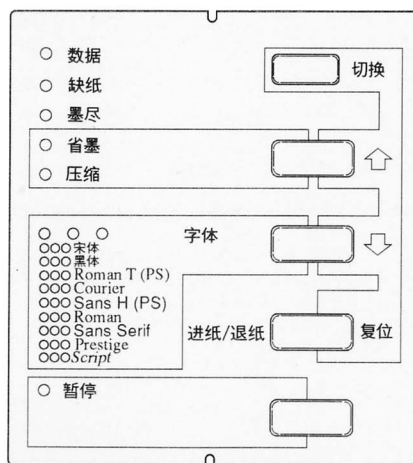 数据
切换
缺纸
墨尽
省墨
压缩
字体
宋体
黑体
Roman T (PS)
Courier
Sans H (PS)
Roman
Sans Serif
Prestige
Script
进纸/退纸
复位
暂停